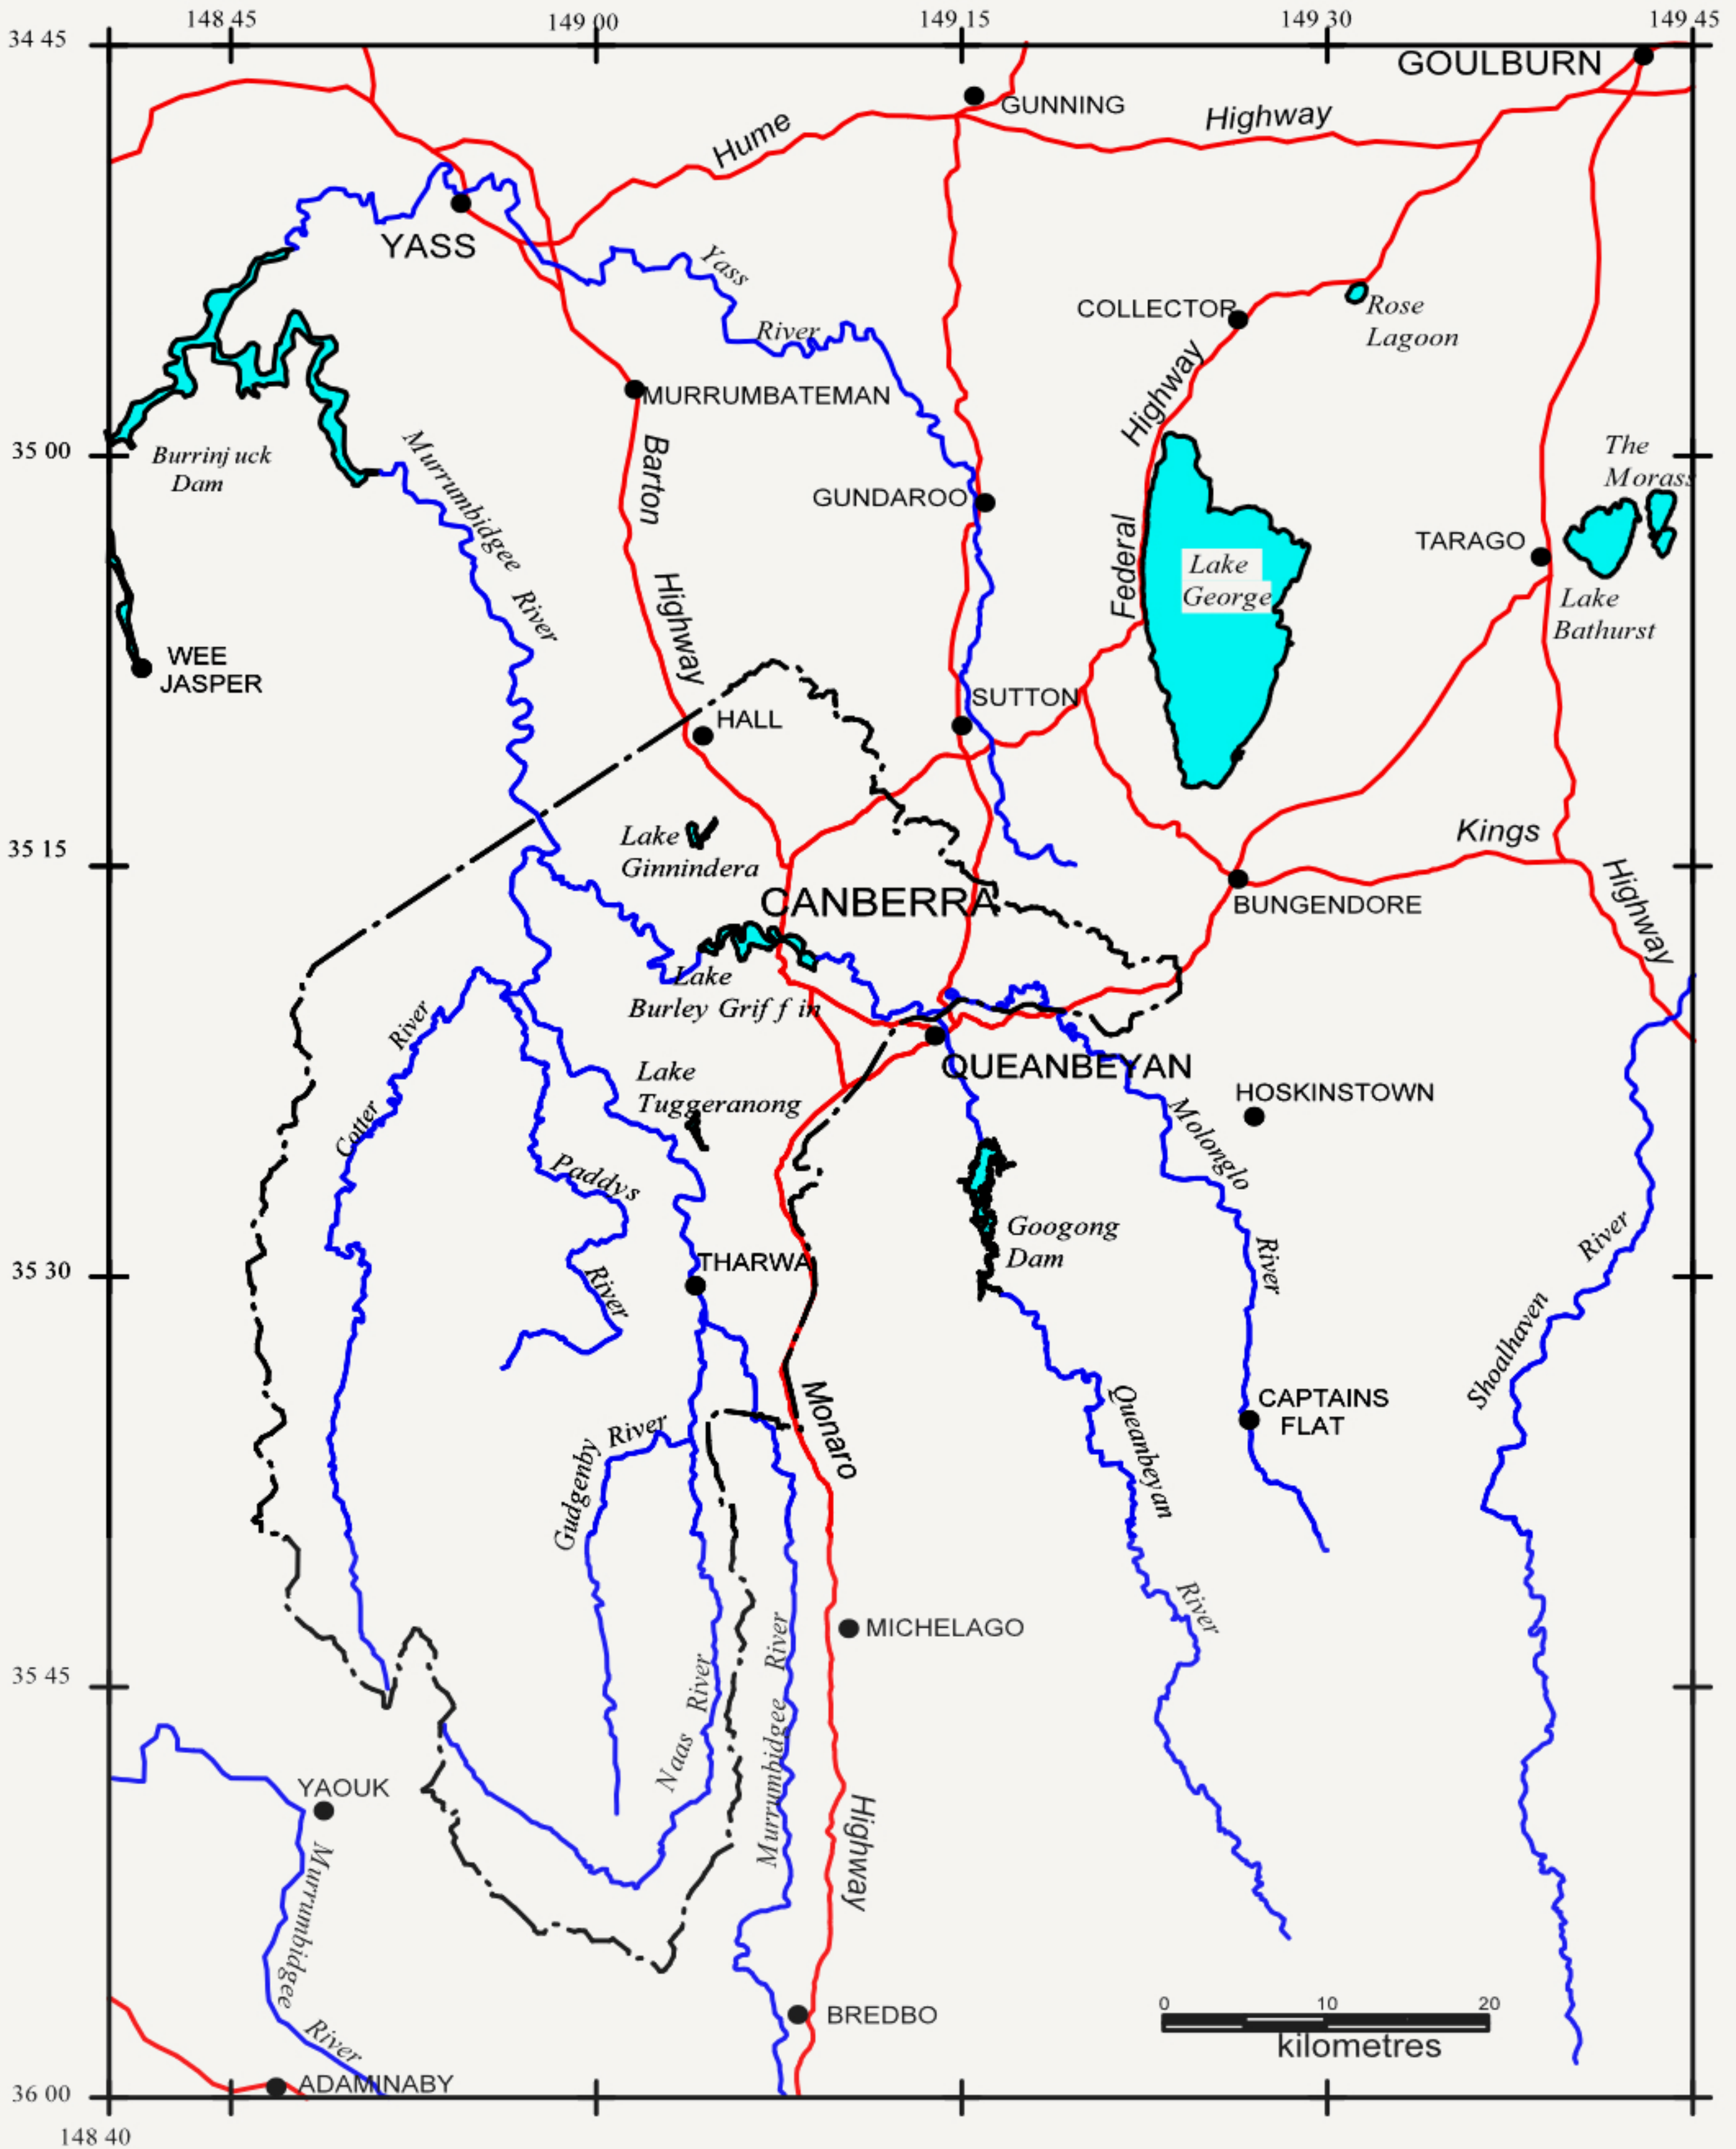 148 45
149 00
149 15
149 30
149 45
34 45
GOULBURN
GUNNING
Hume
Highway
YASS
Yass
River
COLLECTOR
Rose
Lagoon
MURRUMBATEMAN
Highway
Barton
35 00
Burrinjuck
Dam
Murrumbidgee
River
GUNDAROO
The
Morass
TARAGO
Federal
Lake
George
Lake
Bathurst
Highway
WEE
JASPER
SUTTON
HALL
35 15
Lake
Ginnindera
Kings
Highway
CANBERRA
BUNGENDORE
Lake
Burley Griffin
River
Cotter
QUEANBEYAN
Lake
Tuggeranong
HOSKINSTOWN
Molonglo
River
Paddys
River
Googong
Dam
35 30
THARWA
River
Shoalhaven
Monaro
Queanbeyan
River
CAPTAINS
FLAT
Gudgenby River
MICHELAGO
35 45
Naas River
Murrumbidgee River
YAOUK
Highway
Murrumbidgee
River
BREDBO
0 10 20
kilometres
ADAMINABY
36 00
148 40